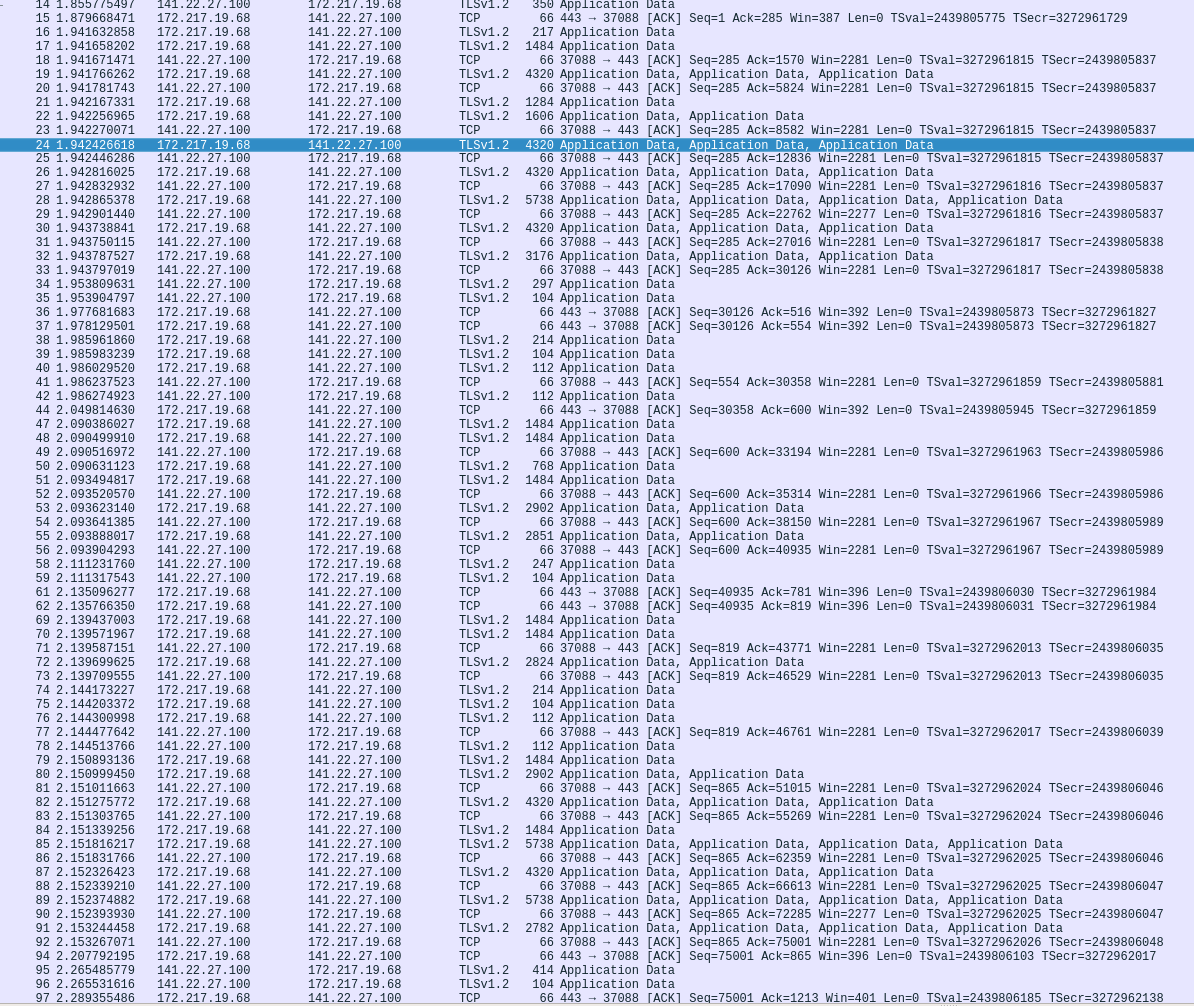 14 1.855775497 141.22.27.100 172.217.19.68 TLSv1.2 350 Application Data
15 1.879668471 172.217.19.68 141.22.27.100 TCP 66 443 → 37088 [ACK] Seq=1 Ack=285 Win=387 Len=0 TSval=2439805775 TSecr=3272961729
16 1.941632858 172.217.19.68 141.22.27.100 TLSv1.2 217 Application Data
17 1.941658202 172.217.19.68 141.22.27.100 TLSv1.2 1484 Application Data
18 1.941671471 141.22.27.100 172.217.19.68 TCP 66 37088 → 443 [ACK] Seq=285 Ack=1570 Win=2281 Len=0 TSval=3272961815 TSecr=2439805837
19 1.941766262 172.217.19.68 141.22.27.100 TLSv1.2 4320 Application Data, Application Data, Application Data
20 1.941781743 141.22.27.100 172.217.19.68 TCP 66 37088 → 443 [ACK] Seq=285 Ack=5824 Win=2281 Len=0 TSval=3272961815 TSecr=2439805837
21 1.942167331 172.217.19.68 141.22.27.100 TLSv1.2 1284 Application Data
22 1.942256965 172.217.19.68 141.22.27.100 TLSv1.2 1606 Application Data, Application Data
23 1.942270071 141.22.27.100 172.217.19.68 TCP 66 37088 → 443 [ACK] Seq=285 Ack=8582 Win=2281 Len=0 TSval=3272961815 TSecr=2439805837
24 1.942426618 172.217.19.68 141.22.27.100 TLSv1.2 4320 Application Data, Application Data, Application Data
25 1.942446286 141.22.27.100 172.217.19.68 TCP 66 37088 → 443 [ACK] Seq=285 Ack=12836 Win=2281 Len=0 TSval=3272961815 TSecr=2439805837
26 1.942816025 172.217.19.68 141.22.27.100 TLSv1.2 4320 Application Data, Application Data, Application Data
27 1.942832932 141.22.27.100 172.217.19.68 TCP 66 37088 → 443 [ACK] Seq=285 Ack=17090 Win=2281 Len=0 TSval=3272961816 TSecr=2439805837
28 1.942865378 172.217.19.68 141.22.27.100 TLSv1.2 5738 Application Data, Application Data, Application Data, Application Data
29 1.942901440 141.22.27.100 172.217.19.68 TCP 66 37088 → 443 [ACK] Seq=285 Ack=22762 Win=2277 Len=0 TSval=3272961816 TSecr=2439805837
30 1.943738841 172.217.19.68 141.22.27.100 TLSv1.2 4320 Application Data, Application Data, Application Data
31 1.943750115 141.22.27.100 172.217.19.68 TCP 66 37088 → 443 [ACK] Seq=285 Ack=27016 Win=2281 Len=0 TSval=3272961817 TSecr=2439805838
32 1.943787527 172.217.19.68 141.22.27.100 TLSv1.2 3176 Application Data, Application Data, Application Data
33 1.943797019 141.22.27.100 172.217.19.68 TCP 66 37088 → 443 [ACK] Seq=285 Ack=30126 Win=2281 Len=0 TSval=3272961817 TSecr=2439805838
34 1.953809631 141.22.27.100 172.217.19.68 TLSv1.2 297 Application Data
35 1.953904797 141.22.27.100 172.217.19.68 TLSv1.2 104 Application Data
36 1.977681683 172.217.19.68 141.22.27.100 TCP 66 443 → 37088 [ACK] Seq=30126 Ack=516 Win=392 Len=0 TSval=2439805873 TSecr=3272961827
37 1.978129501 172.217.19.68 141.22.27.100 TCP 66 443 → 37088 [ACK] Seq=30126 Ack=554 Win=392 Len=0 TSval=2439805873 TSecr=3272961827
38 1.985961860 172.217.19.68 141.22.27.100 TLSv1.2 214 Application Data
39 1.985983239 172.217.19.68 141.22.27.100 TLSv1.2 104 Application Data
40 1.986029520 172.217.19.68 141.22.27.100 TLSv1.2 112 Application Data
41 1.986237523 141.22.27.100 172.217.19.68 TCP 66 37088 → 443 [ACK] Seq=554 Ack=30358 Win=2281 Len=0 TSval=3272961859 TSecr=2439805881
42 1.986274923 141.22.27.100 172.217.19.68 TLSv1.2 112 Application Data
44 2.049814630 172.217.19.68 141.22.27.100 TCP 66 443 → 37088 [ACK] Seq=30358 Ack=600 Win=392 Len=0 TSval=2439805945 TSecr=3272961859
47 2.090386027 172.217.19.68 141.22.27.100 TLSv1.2 1484 Application Data
48 2.090499910 172.217.19.68 141.22.27.100 TLSv1.2 1484 Application Data
49 2.090516972 141.22.27.100 172.217.19.68 TCP 66 37088 → 443 [ACK] Seq=600 Ack=33194 Win=2281 Len=0 TSval=3272961963 TSecr=2439805986
50 2.090631123 172.217.19.68 141.22.27.100 TLSv1.2 768 Application Data
51 2.093494817 172.217.19.68 141.22.27.100 TLSv1.2 1484 Application Data
52 2.093520570 141.22.27.100 172.217.19.68 TCP 66 37088 → 443 [ACK] Seq=600 Ack=35314 Win=2281 Len=0 TSval=3272961966 TSecr=2439805986
53 2.093623140 172.217.19.68 141.22.27.100 TLSv1.2 2902 Application Data, Application Data
54 2.093641385 141.22.27.100 172.217.19.68 TCP 66 37088 → 443 [ACK] Seq=600 Ack=38150 Win=2281 Len=0 TSval=3272961967 TSecr=2439805989
55 2.093888017 172.217.19.68 141.22.27.100 TLSv1.2 2851 Application Data, Application Data
56 2.093904293 141.22.27.100 172.217.19.68 TCP 66 37088 → 443 [ACK] Seq=600 Ack=40935 Win=2281 Len=0 TSval=3272961967 TSecr=2439805989
58 2.111231760 141.22.27.100 172.217.19.68 TLSv1.2 247 Application Data
59 2.111317543 141.22.27.100 172.217.19.68 TLSv1.2 104 Application Data
61 2.135096277 172.217.19.68 141.22.27.100 TCP 66 443 → 37088 [ACK] Seq=40935 Ack=781 Win=396 Len=0 TSval=2439806030 TSecr=3272961984
62 2.135766350 172.217.19.68 141.22.27.100 TCP 66 443 → 37088 [ACK] Seq=40935 Ack=819 Win=396 Len=0 TSval=2439806031 TSecr=3272961984
69 2.139437003 172.217.19.68 141.22.27.100 TLSv1.2 1484 Application Data
70 2.139571967 172.217.19.68 141.22.27.100 TLSv1.2 1484 Application Data
71 2.139587151 141.22.27.100 172.217.19.68 TCP 66 37088 → 443 [ACK] Seq=819 Ack=43771 Win=2281 Len=0 TSval=3272962013 TSecr=2439806035
72 2.139699625 172.217.19.68 141.22.27.100 TLSv1.2 2824 Application Data, Application Data
73 2.139709555 141.22.27.100 172.217.19.68 TCP 66 37088 → 443 [ACK] Seq=819 Ack=46529 Win=2281 Len=0 TSval=3272962013 TSecr=2439806035
74 2.144173227 172.217.19.68 141.22.27.100 TLSv1.2 214 Application Data
75 2.144203372 172.217.19.68 141.22.27.100 TLSv1.2 104 Application Data
76 2.144300998 172.217.19.68 141.22.27.100 TLSv1.2 112 Application Data
77 2.144477642 141.22.27.100 172.217.19.68 TCP 66 37088 → 443 [ACK] Seq=819 Ack=46761 Win=2281 Len=0 TSval=3272962017 TSecr=2439806039
78 2.144513766 141.22.27.100 172.217.19.68 TLSv1.2 112 Application Data
79 2.150893136 172.217.19.68 141.22.27.100 TLSv1.2 1484 Application Data
80 2.150999450 172.217.19.68 141.22.27.100 TLSv1.2 2902 Application Data, Application Data
81 2.151011663 141.22.27.100 172.217.19.68 TCP 66 37088 → 443 [ACK] Seq=865 Ack=51015 Win=2281 Len=0 TSval=3272962024 TSecr=2439806046
82 2.151275772 172.217.19.68 141.22.27.100 TLSv1.2 4320 Application Data, Application Data, Application Data
83 2.151303765 141.22.27.100 172.217.19.68 TCP 66 37088 → 443 [ACK] Seq=865 Ack=55269 Win=2281 Len=0 TSval=3272962024 TSecr=2439806046
84 2.151339256 172.217.19.68 141.22.27.100 TLSv1.2 1484 Application Data
85 2.151816217 172.217.19.68 141.22.27.100 TLSv1.2 5738 Application Data, Application Data, Application Data, Application Data
86 2.151831766 141.22.27.100 172.217.19.68 TCP 66 37088 → 443 [ACK] Seq=865 Ack=62359 Win=2281 Len=0 TSval=3272962025 TSecr=2439806046
87 2.152326423 172.217.19.68 141.22.27.100 TLSv1.2 4320 Application Data, Application Data, Application Data
88 2.152339210 141.22.27.100 172.217.19.68 TCP 66 37088 → 443 [ACK] Seq=865 Ack=66613 Win=2281 Len=0 TSval=3272962025 TSecr=2439806047
89 2.152374882 172.217.19.68 141.22.27.100 TLSv1.2 5738 Application Data, Application Data, Application Data, Application Data
90 2.152393930 141.22.27.100 172.217.19.68 TCP 66 37088 → 443 [ACK] Seq=865 Ack=72285 Win=2277 Len=0 TSval=3272962025 TSecr=2439806047
91 2.153244458 172.217.19.68 141.22.27.100 TLSv1.2 2782 Application Data, Application Data, Application Data, Application Data
92 2.153267071 141.22.27.100 172.217.19.68 TCP 66 37088 → 443 [ACK] Seq=865 Ack=75001 Win=2281 Len=0 TSval=3272962026 TSecr=2439806048
94 2.207792195 172.217.19.68 141.22.27.100 TCP 66 443 → 37088 [ACK] Seq=75001 Ack=865 Win=396 Len=0 TSval=2439806103 TSecr=3272962017
95 2.265485779 141.22.27.100 172.217.19.68 TLSv1.2 414 Application Data
96 2.265531616 141.22.27.100 172.217.19.68 TLSv1.2 104 Application Data
97 2.289355486 172.217.19.68 141.22.27.100 TCP 66 443 → 37088 [ACK] Seq=75001 Ack=1213 Win=401 Len=0 TSval=2439806185 TSecr=3272962138